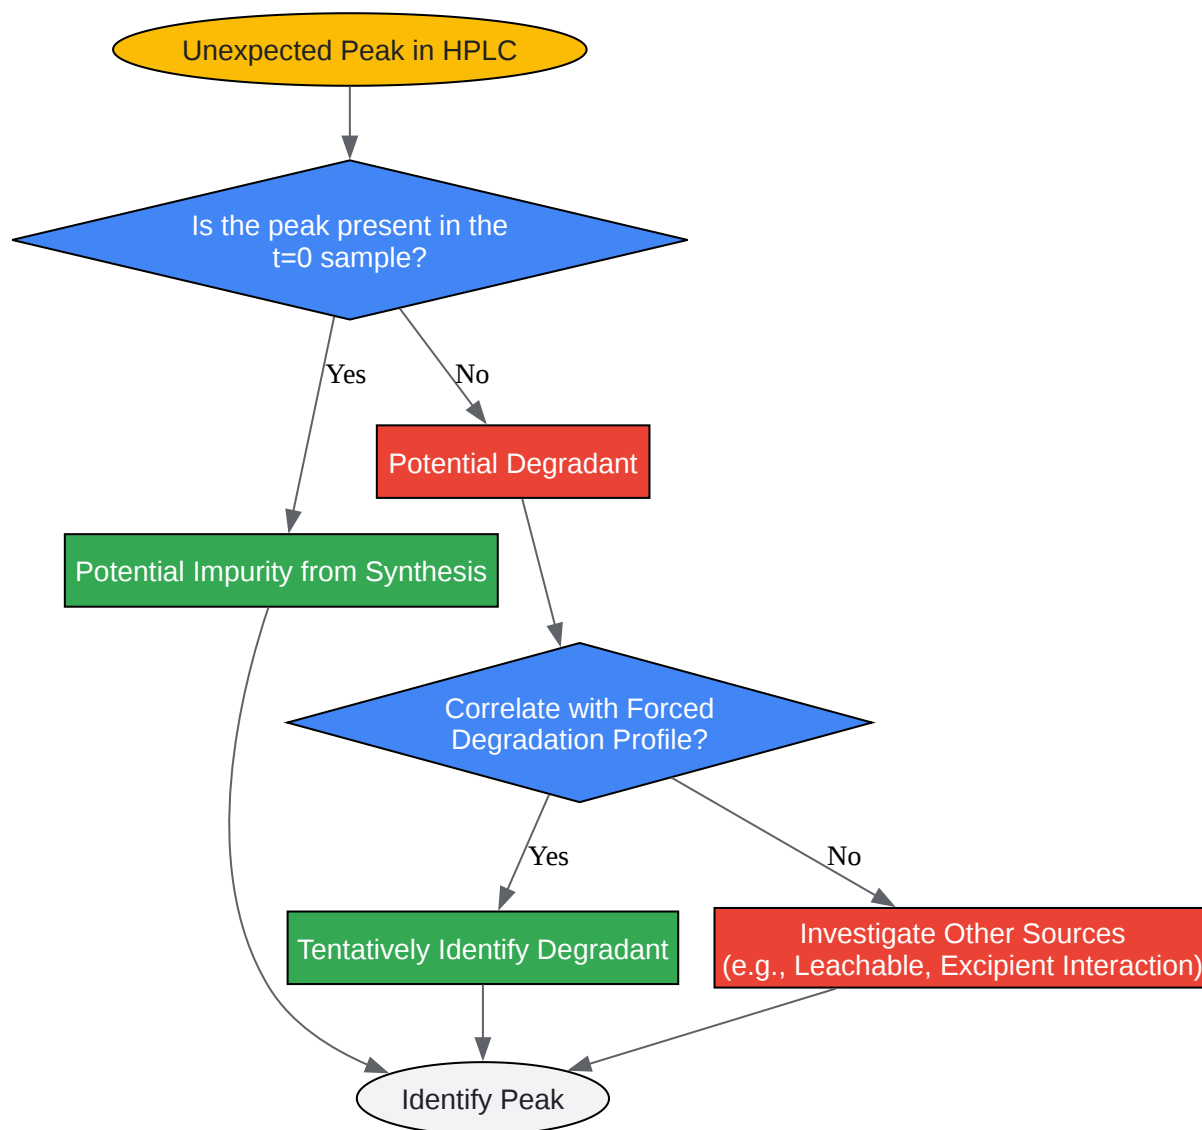 Unexpected Peak in HPLC
Is the peak present in the
t=0 sample?
Yes
No
Potential Degradant
Potential Impurity from Synthesis
Correlate with Forced
Degradation Profile?
Yes
No
Tentatively Identify Degradant
Investigate Other Sources
(e.g., Leachable, Excipient Interaction)
Identify Peak